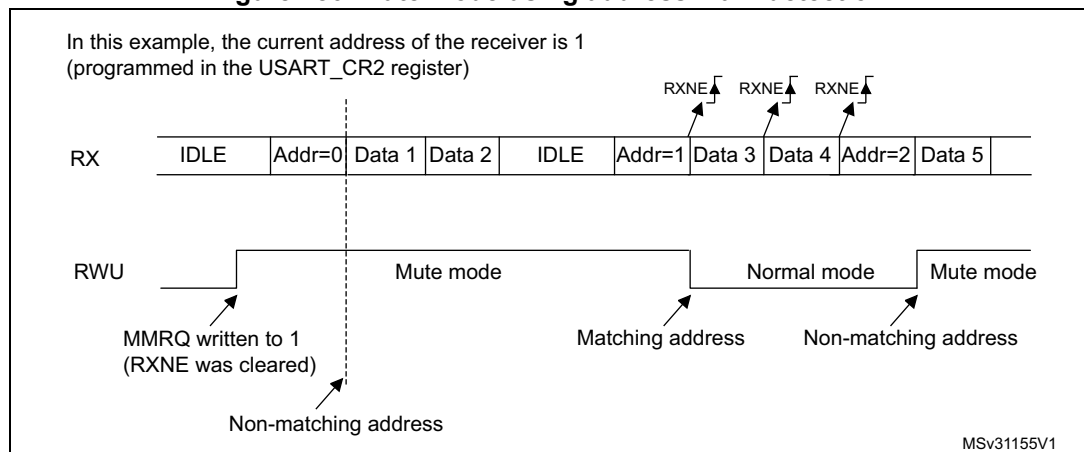 In this example, the current address of the receiver is 1
(programmed in the USART_CR2 register)
RXNE RXNE RXNE
RX IDLE Addr=0 Data 1 Data 2 IDLE Addr=1 Data 3 Data 4 Addr=2 Data 5
RWU Mute mode Normal mode Mute mode
MMRQ written to 1 Matching address Non-matching address
(RXNE was cleared)
Non-matching address
MSv31155V1